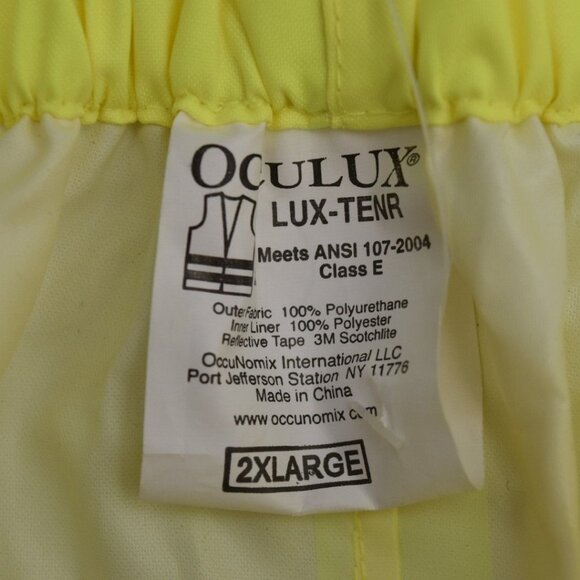 OCULUX®
LUX-TENR
Meets ANSI 107-2004
Class E
Outer Fabric 100% Polyurethane
Inner Liner 100% Polyester
Reflective Tape 3M Scotchlite
OccuNomix International LLC
Port Jefferson Station NY 11776
Made in China
www.occunomix.com
2XLARGE